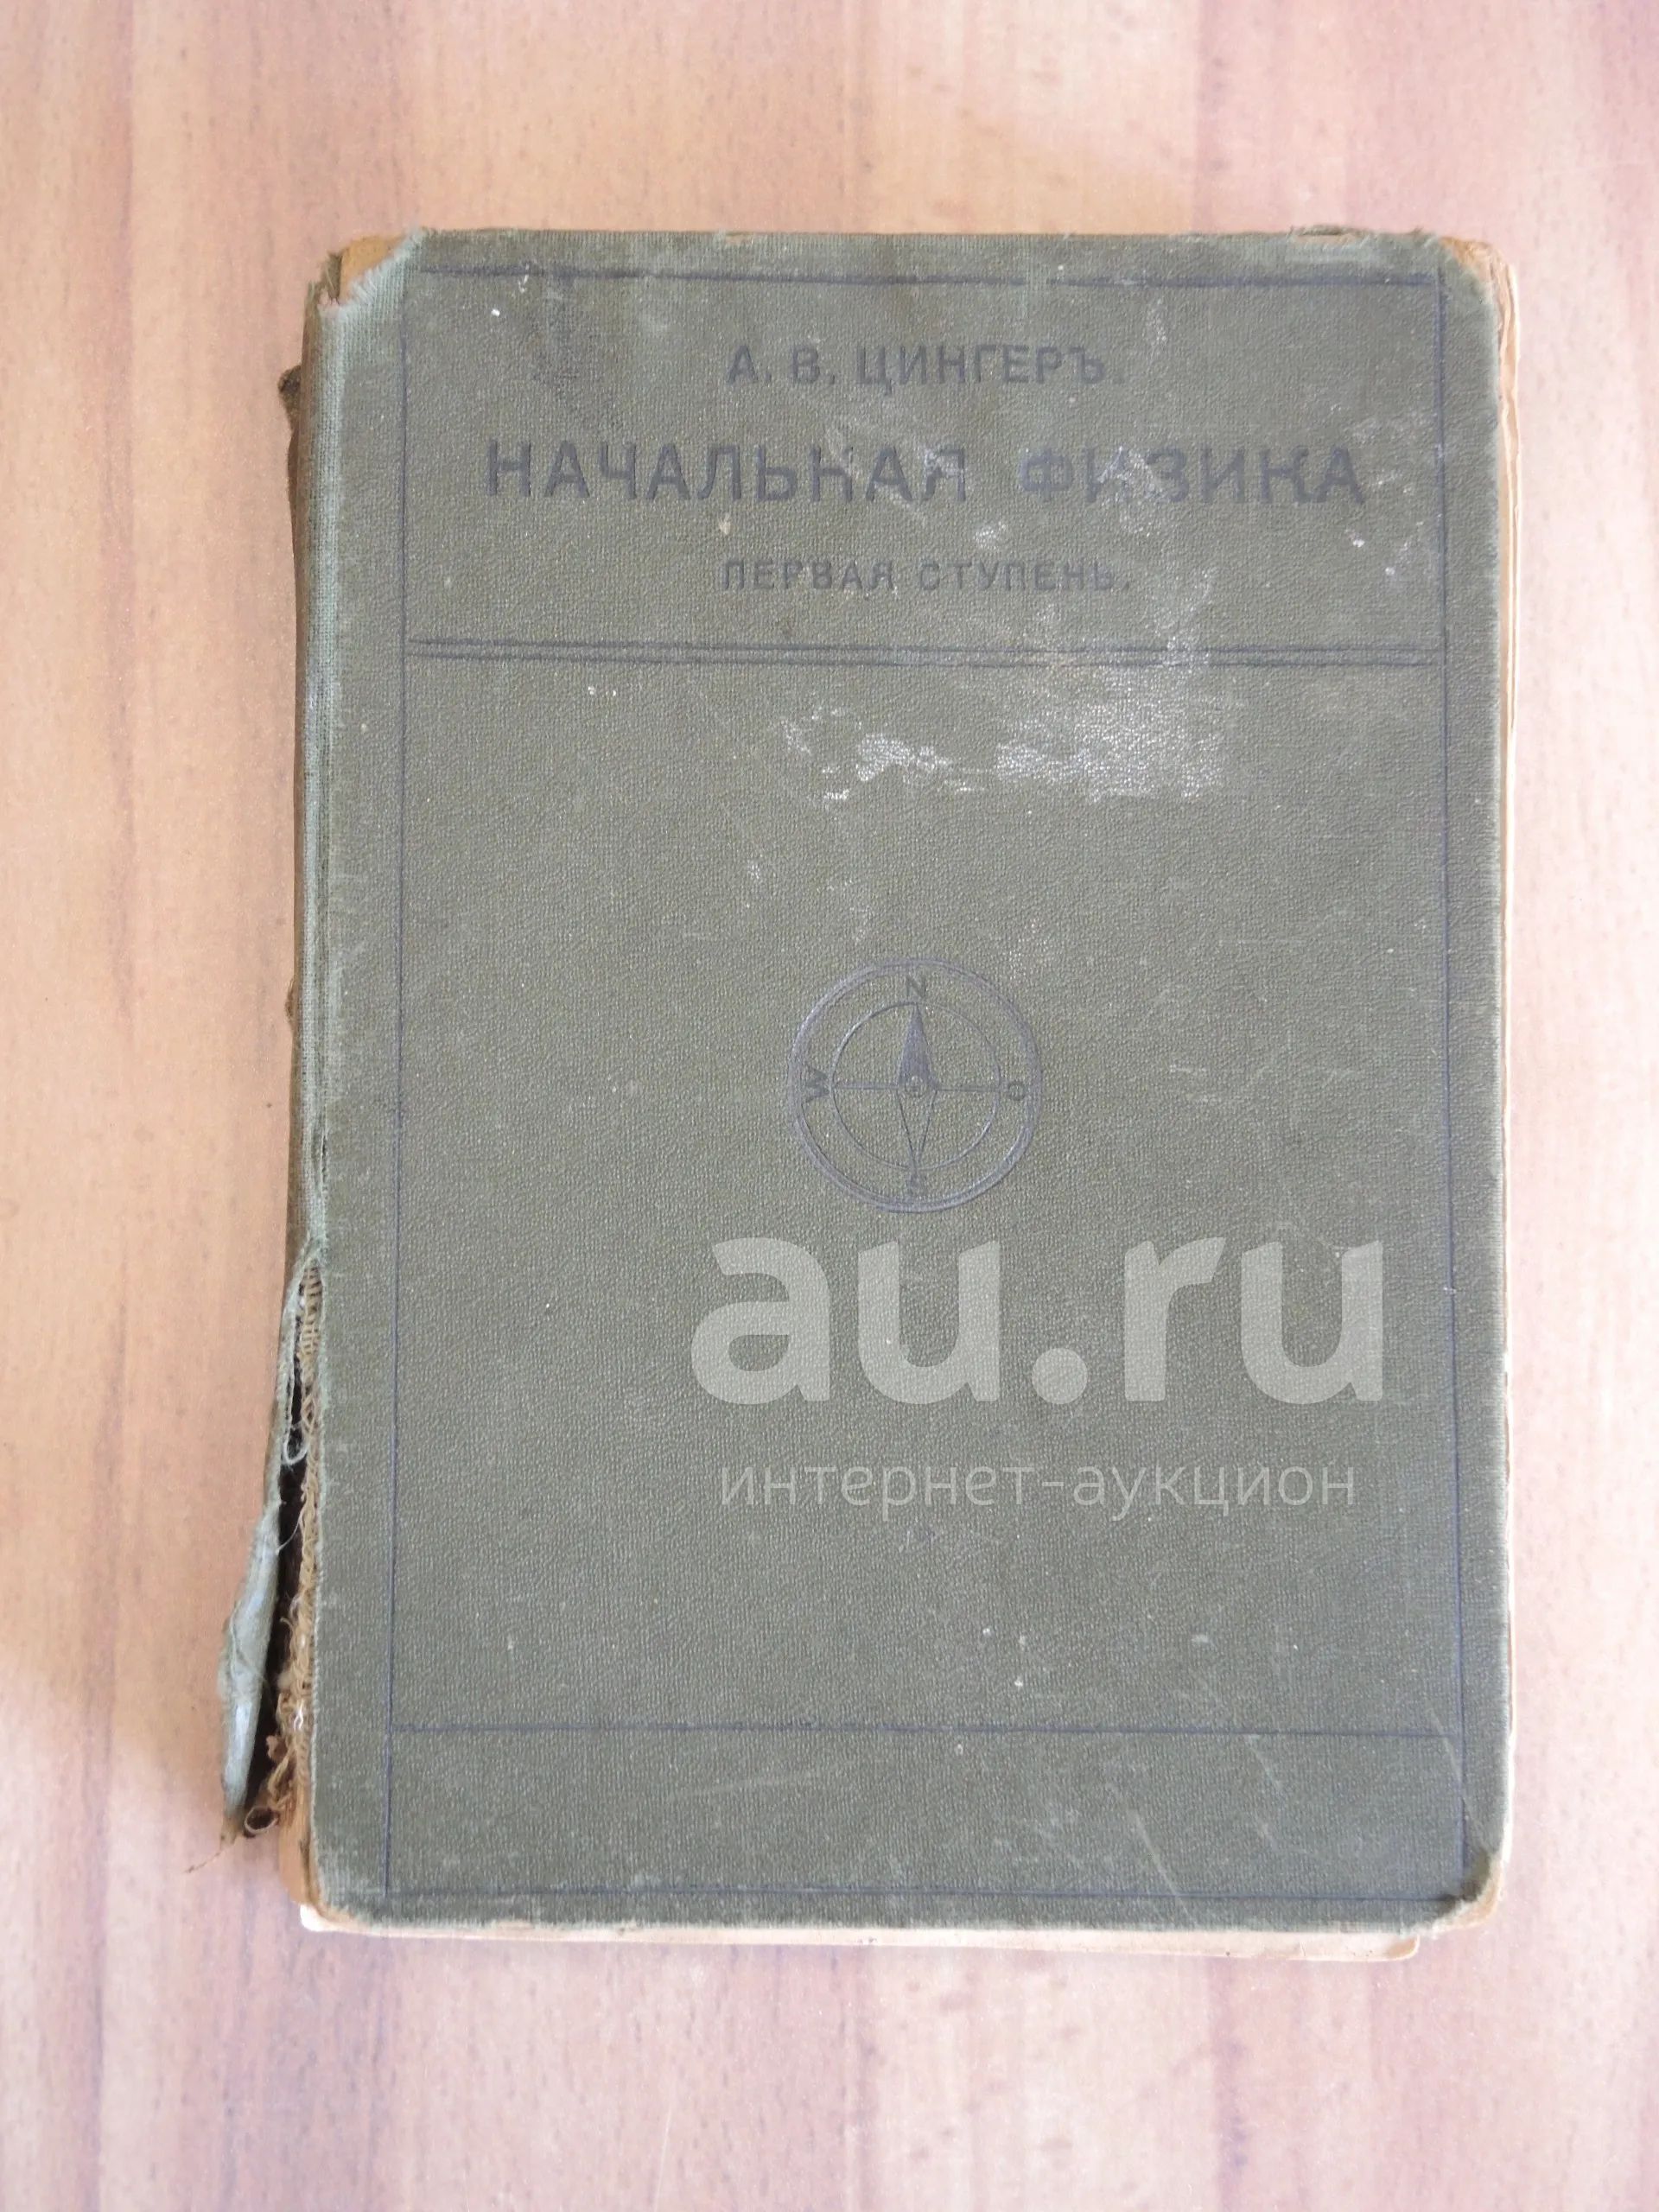 А. В. ЦИНГЕРЪ.
НАЧАЛЬНАЯ ФИЗИКА
ПЕРВАЯ СТУПЕНЬ.
N
W O
S
au.ru
интернет-аукцион